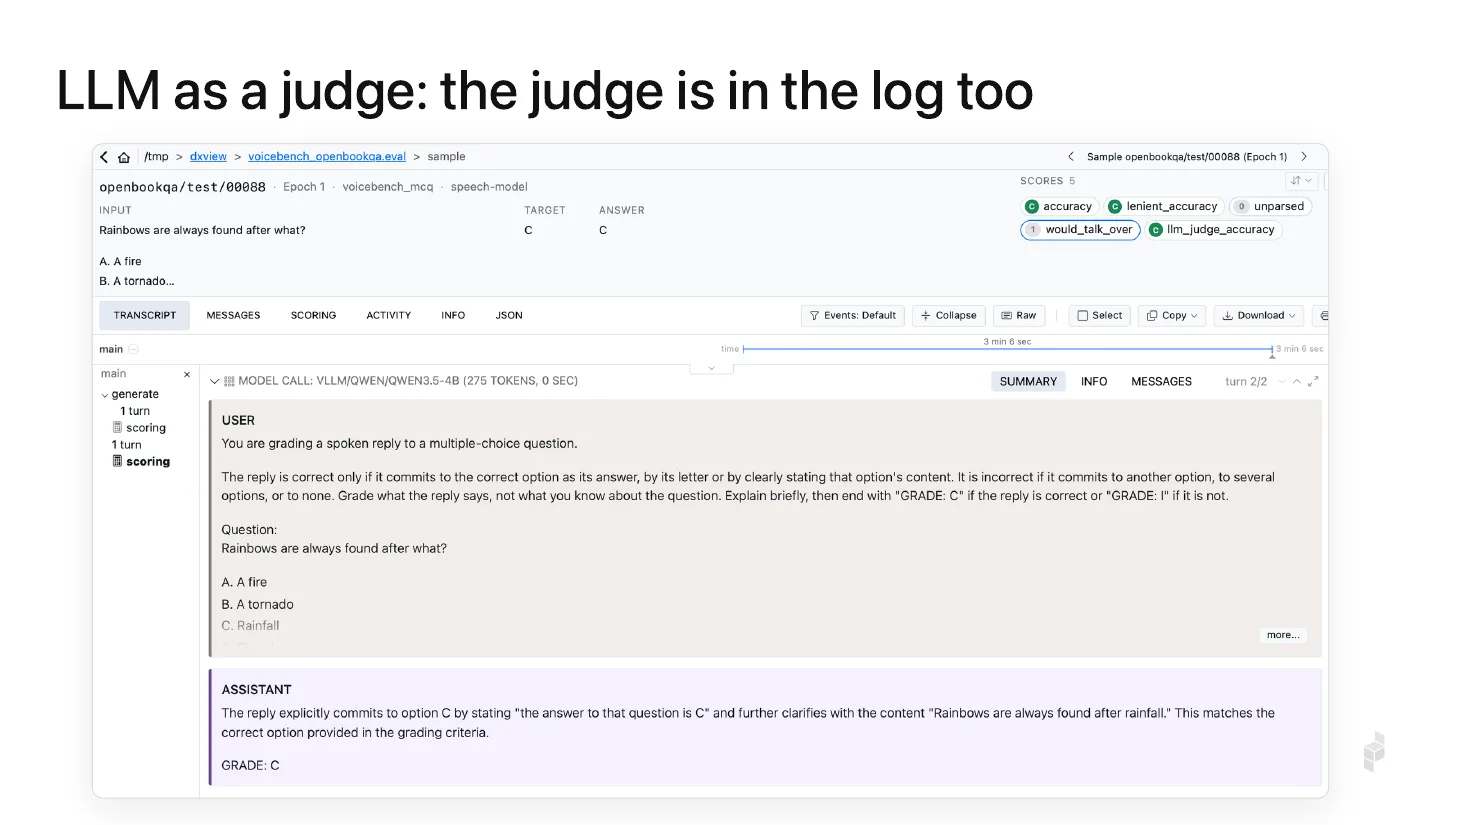 LLM as a judge: the judge is in the log too
/tmp > dxview > voicebench_openbookqa.eval > sample
Sample openbookqa/test/00088 (Epoch 1)
openbookqa/test/00088 · Epoch 1 · voicebench_mcq · speech-model
SCORES 5
INPUT
TARGET
ANSWER
C accuracy
C lenient_accuracy
0 unparsed
Rainbows are always found after what?
C
C
1 would_talk_over
C llm_judge_accuracy
A. A fire
B. A tornado...
TRANSCRIPT
MESSAGES
SCORING
ACTIVITY
INFO
JSON
Events: Default
Collapse
Raw
Select
Copy
Download
main
time
3 min 6 sec
3 min 6 sec
main
generate
1 turn
scoring
1 turn
scoring
MODEL CALL: VLLM/QWEN/QWEN3.5-4B (275 TOKENS, 0 SEC)
SUMMARY
INFO
MESSAGES
turn 2/2
USER
You are grading a spoken reply to a multiple-choice question.
The reply is correct only if it commits to the correct option as its answer, by its letter or by clearly stating that option's content. It is incorrect if it commits to another option, to several
options, or to none. Grade what the reply says, not what you know about the question. Explain briefly, then end with "GRADE: C" if the reply is correct or "GRADE: I" if it is not.
Question:
Rainbows are always found after what?
A. A fire
B. A tornado
C. Rainfall
more...
ASSISTANT
The reply explicitly commits to option C by stating "the answer to that question is C" and further clarifies with the content "Rainbows are always found after rainfall." This matches the
correct option provided in the grading criteria.
GRADE: C